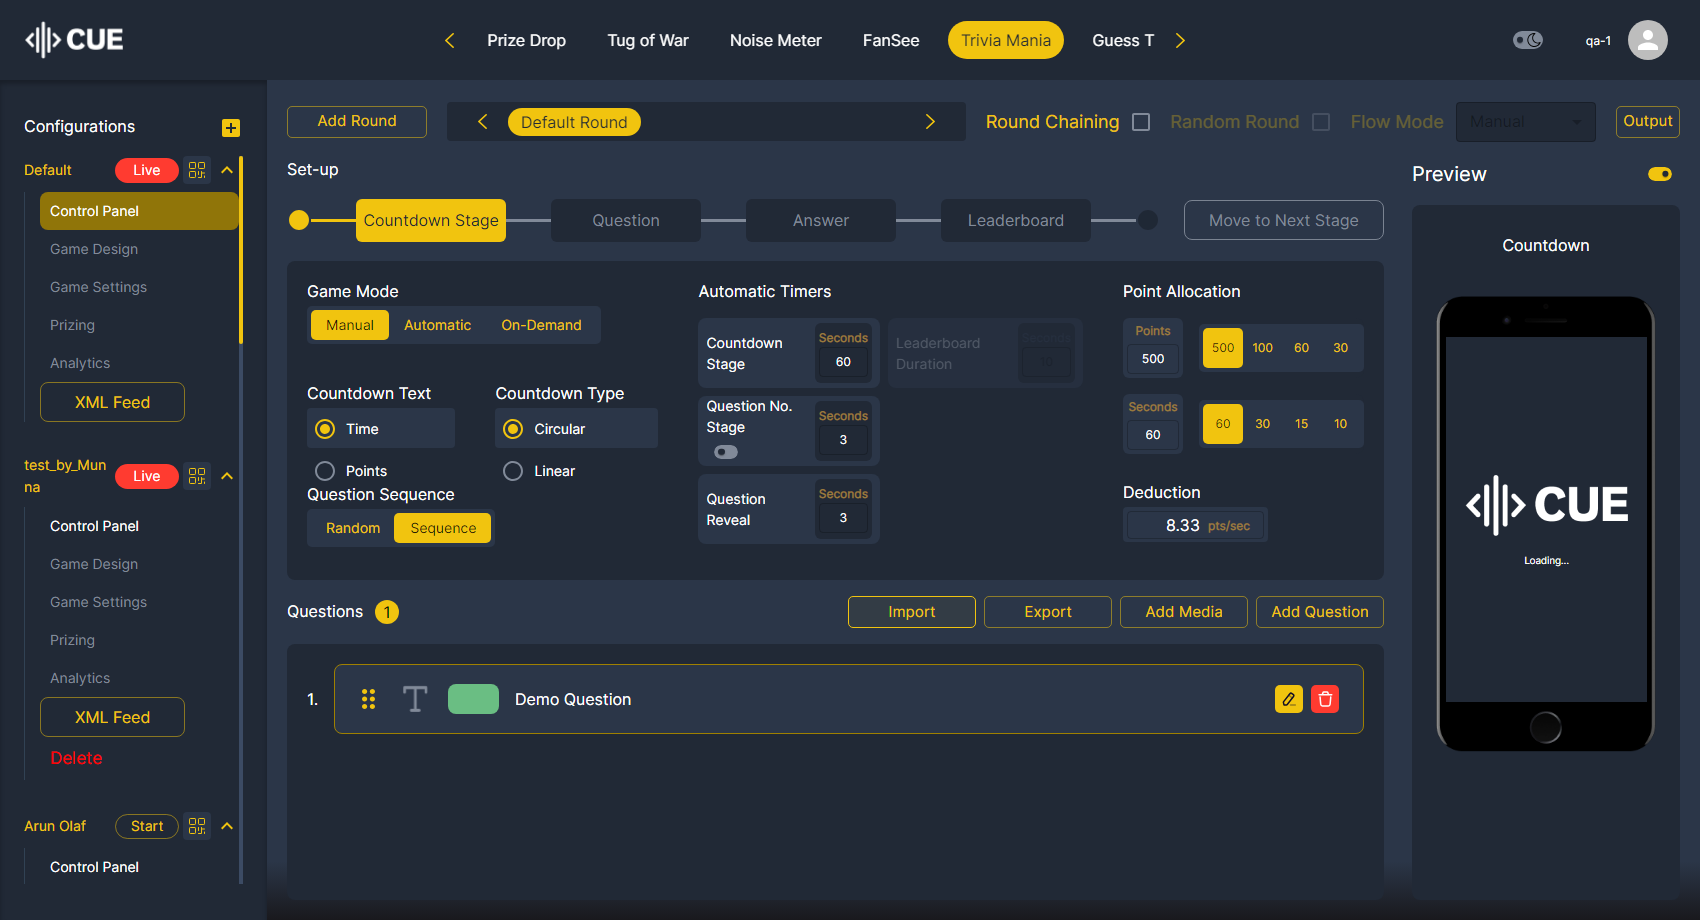 CUE
Prize Drop
Tug of War
Noise Meter
FanSee
Trivia Mania
Guess T
qa-1
Configurations
Default
Live
Control Panel
Game Design
Game Settings
Prizing
Analytics
XML Feed
test_by_Mun
na
Live
Control Panel
Game Design
Game Settings
Prizing
Analytics
XML Feed
Delete
Arun Olaf
Start
Control Panel
Add Round
Default Round
Round Chaining
Random Round
Flow Mode
Manual
Output
Set-up
Countdown Stage
Question
Answer
Leaderboard
Move to Next Stage
Game Mode
Manual
Automatic
On-Demand
Countdown Text
Time
Points
Countdown Type
Circular
Linear
Question Sequence
Random
Sequence
Automatic Timers
Countdown
Stage
Seconds
60
Leaderboard
Duration
Seconds
10
Question No.
Stage
Seconds
3
Question
Reveal
Seconds
3
Point Allocation
Points
500
500
100
60
30
Seconds
60
60
30
15
10
Deduction
8.33 pts/sec
Questions 1
Import
Export
Add Media
Add Question
1.
Demo Question
Preview
Countdown
CUE
Loading...